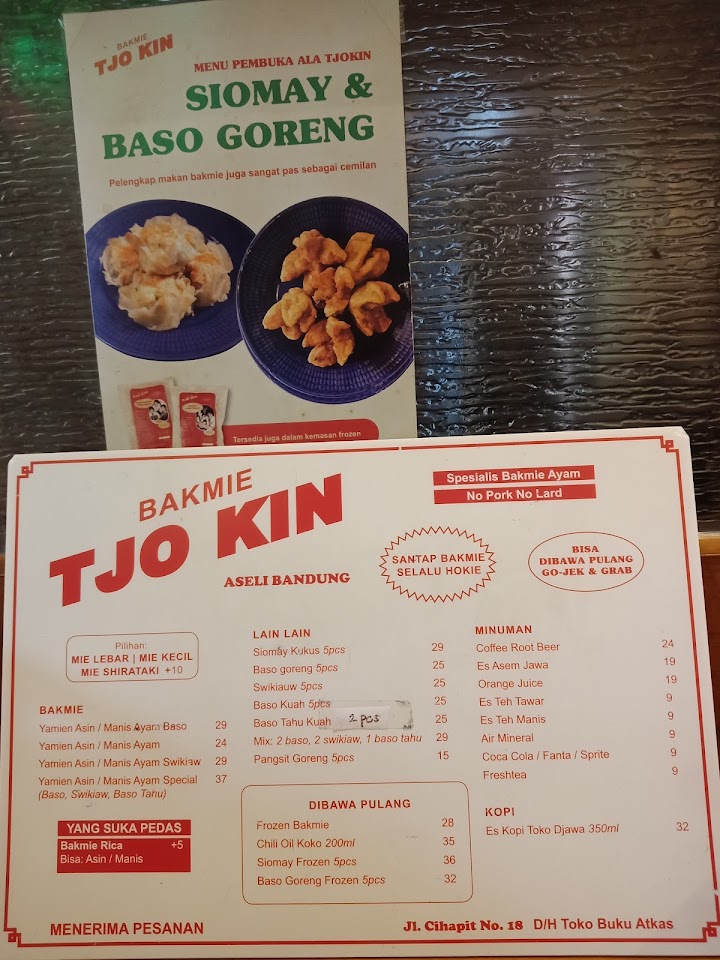 BAKMIE
TJO KIN
MENU PEMBUKA ALA TJOKIN
SIOMAY &
BASO GORENG
Pelengkap makan bakmie juga sangat pas sebagai cemilan
Tersedia juga dalam kemasan frozen
BAKMIE
TJO KIN
ASELI BANDUNG
Spesialis Bakmie Ayam
No Pork No Lard
SANTAP BAKMIE
SELALU HOKIE
BISA
DIBAWA PULANG
GO-JEK & GRAB
Pilihan:
MIE LEBAR | MIE KECIL
MIE SHIRATAKI +10
BAKMIE
Yamien Asin / Manis Ayam Baso 29
Yamien Asin / Manis Ayam 24
Yamien Asin / Manis Ayam Swikiaw 29
Yamien Asin / Manis Ayam Special 37
(Baso, Swikiaw, Baso Tahu)
YANG SUKA PEDAS
Bakmie Rica +5
Bisa: Asin / Manis
LAIN LAIN
Siomay Kukus 5pcs 29
Baso goreng 5pcs 25
Swikiauw 5pcs 25
Baso Kuah 5pcs 25
Baso Tahu Kuah 2 pcs 25
Mix: 2 baso, 2 swikiaw, 1 baso tahu 29
Pangsit Goreng 5pcs 15
DIBAWA PULANG
Frozen Bakmie 28
Chili Oil Koko 200ml 35
Siomay Frozen 5pcs 36
Baso Goreng Frozen 5pcs 32
MINUMAN
Coffee Root Beer 24
Es Asem Jawa 19
Orange Juice 19
Es Teh Tawar 9
Es Teh Manis 9
Air Mineral 9
Coca Cola / Fanta / Sprite 9
Freshtea 9
KOPI
Es Kopi Toko Djawa 350ml 32
MENERIMA PESANAN
Jl. Cihapit No. 18 D/H Toko Buku Atkas